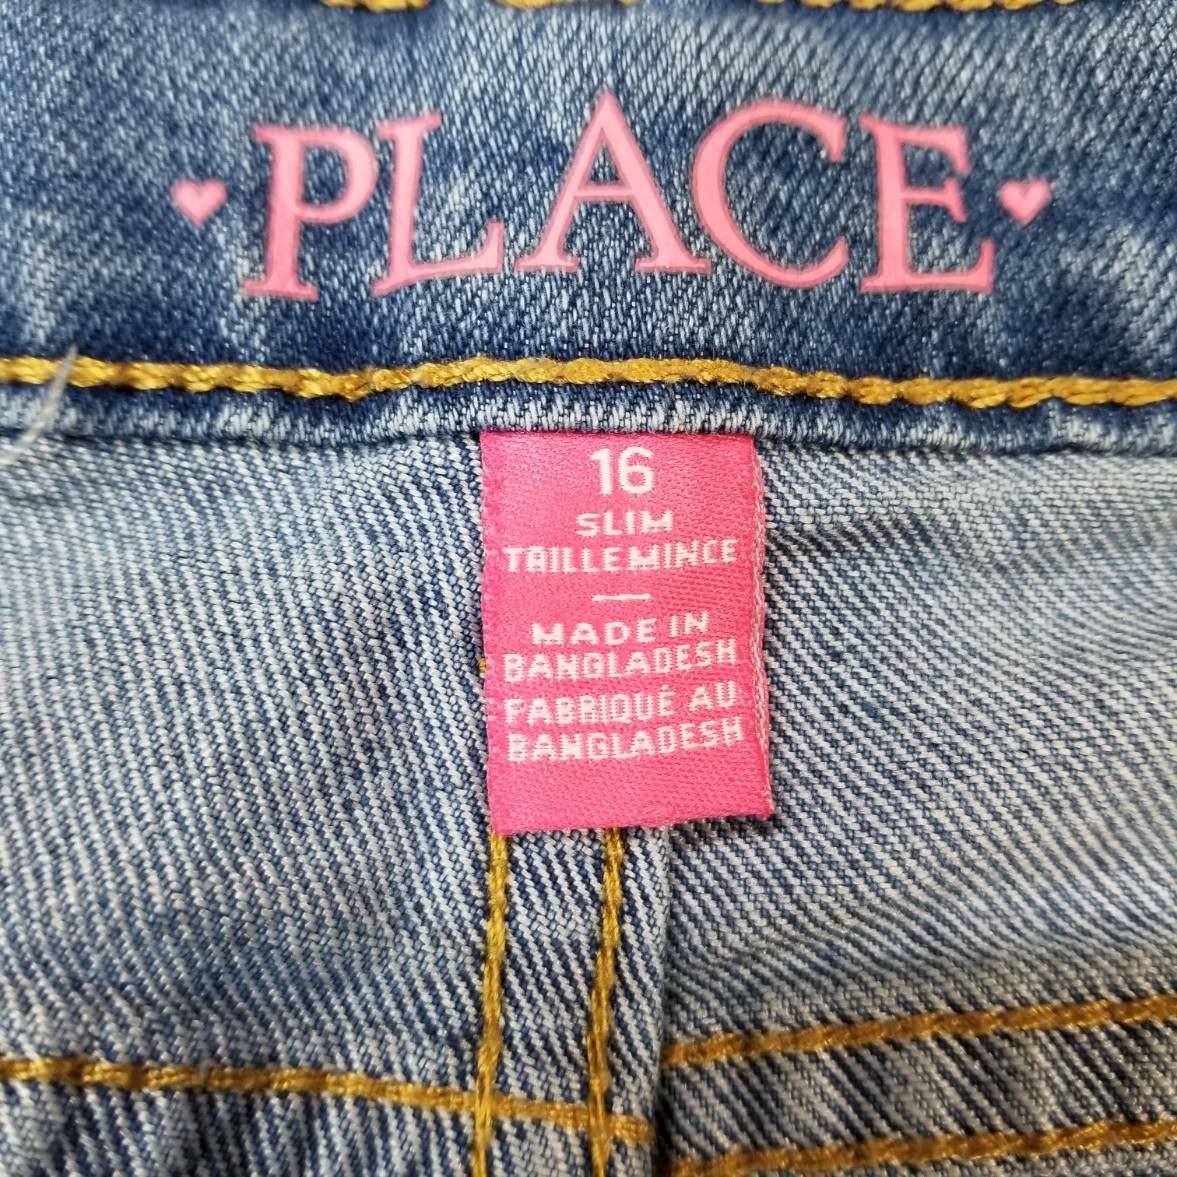 PLACE
16
SLIM
TAILLE MINCE
MADE IN
BANGLADESH
FABRIQUÉ AU
BANGLADESH